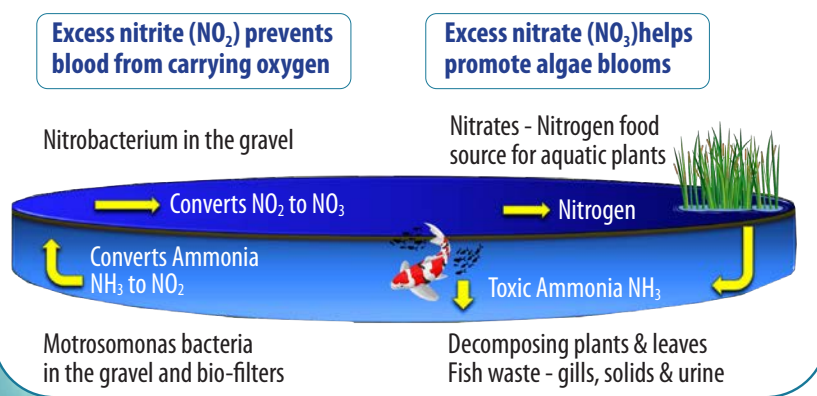 Excess nitrite (NO₂) prevents
blood from carrying oxygen
Excess nitrate (NO₃)helps
promote algae blooms
Nitrobacterium in the gravel
Nitrates - Nitrogen food
source for aquatic plants
Converts NO₂ to NO₃
Nitrogen
Converts Ammonia
NH₃ to NO₂
Toxic Ammonia NH₃
Motrosomonas bacteria
in the gravel and bio-filters
Decomposing plants & leaves
Fish waste - gills, solids & urine